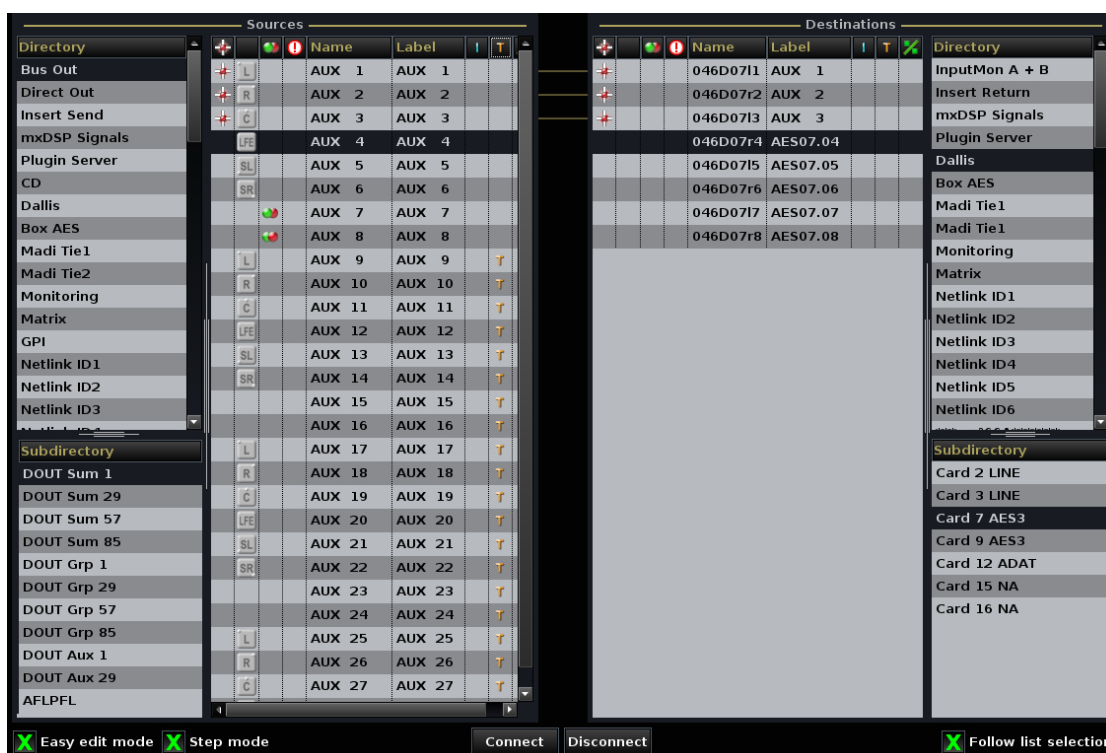 Sources
Destinations
Directory
Bus Out
Direct Out
Insert Send
mxDSP Signals
Plugin Server
CD
Dallis
Box AES
Madi Tie1
Madi Tie2
Monitoring
Matrix
GPI
Netlink ID1
Netlink ID2
Netlink ID3
Subdirectory
DOUT Sum 1
DOUT Sum 29
DOUT Sum 57
DOUT Sum 85
DOUT Grp 1
DOUT Grp 29
DOUT Grp 57
DOUT Grp 85
DOUT Aux 1
DOUT Aux 29
AFLPFL
Name Label I T
L AUX 1 AUX 1
R AUX 2 AUX 2
C AUX 3 AUX 3
LFE AUX 4 AUX 4
SL AUX 5 AUX 5
SR AUX 6 AUX 6
AUX 7 AUX 7
AUX 8 AUX 8
L AUX 9 AUX 9 T
R AUX 10 AUX 10 T
C AUX 11 AUX 11 T
LFE AUX 12 AUX 12 T
SL AUX 13 AUX 13 T
SR AUX 14 AUX 14 T
AUX 15 AUX 15 T
AUX 16 AUX 16 T
L AUX 17 AUX 17 T
R AUX 18 AUX 18 T
C AUX 19 AUX 19 T
LFE AUX 20 AUX 20 T
SL AUX 21 AUX 21 T
SR AUX 22 AUX 22 T
AUX 23 AUX 23 T
AUX 24 AUX 24 T
L AUX 25 AUX 25 T
R AUX 26 AUX 26 T
C AUX 27 AUX 27 T
Name Label I T
046D07l1 AUX 1
046D07r2 AUX 2
046D07l3 AUX 3
046D07r4 AES07.04
046D07l5 AES07.05
046D07r6 AES07.06
046D07l7 AES07.07
046D07r8 AES07.08
Directory
InputMon A + B
Insert Return
mxDSP Signals
Plugin Server
Dallis
Box AES
Madi Tie1
Madi Tie1
Monitoring
Matrix
Netlink ID1
Netlink ID2
Netlink ID3
Netlink ID4
Netlink ID5
Netlink ID6
Subdirectory
Card 2 LINE
Card 3 LINE
Card 7 AES3
Card 9 AES3
Card 12 ADAT
Card 15 NA
Card 16 NA
X Easy edit mode X Step mode Connect Disconnect X Follow list selection